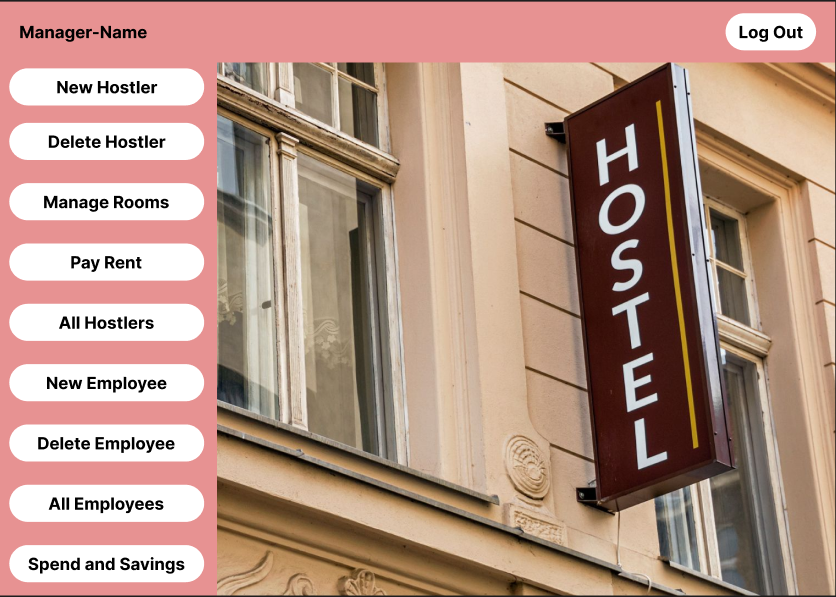 Manager-Name
Log Out
New Hostler
Delete Hostler
Manage Rooms
Pay Rent
All Hostlers
New Employee
Delete Employee
All Employees
Spend and Savings
HOSTEL